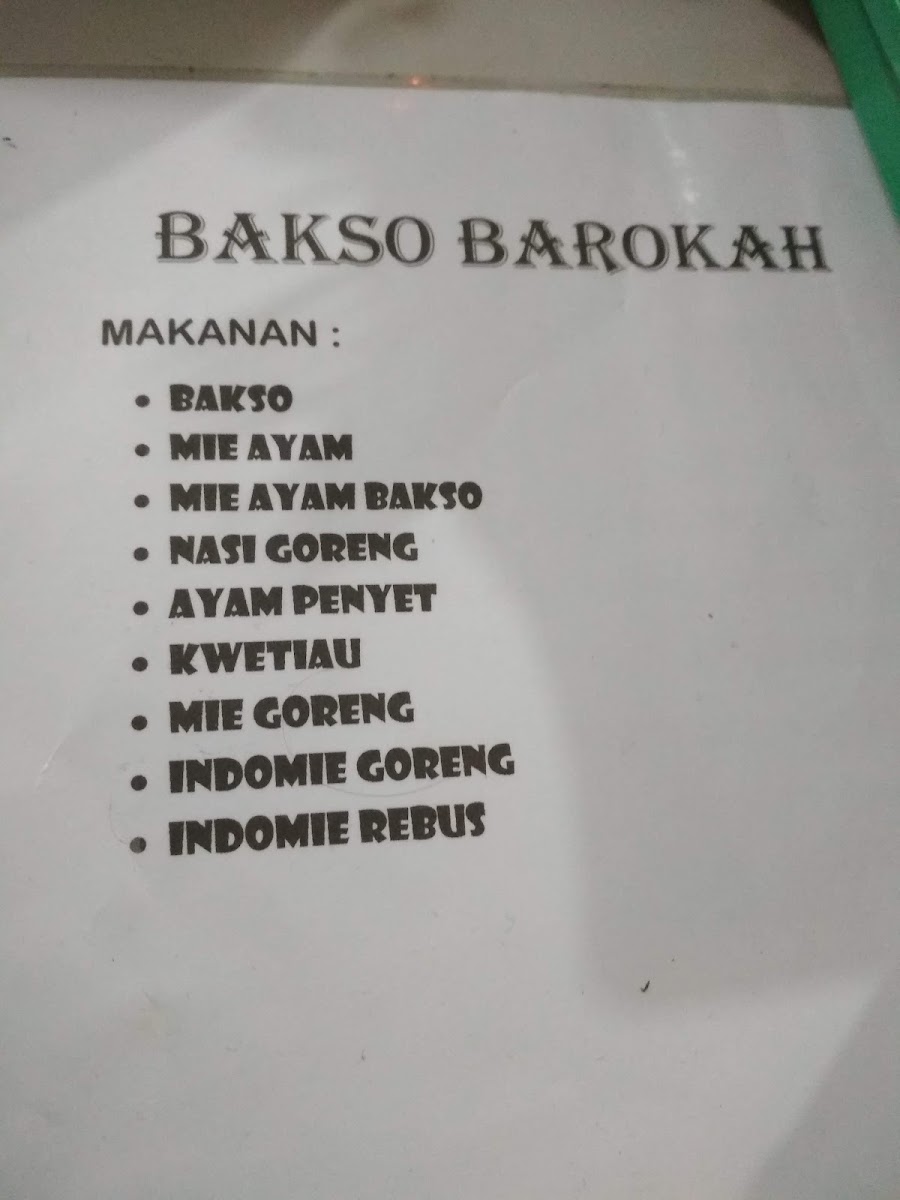 BAKSO BAROKAH
MAKANAN :
• BAKSO
• MIE AYAM
• MIE AYAM BAKSO
• NASI GORENG
• AYAM PENYET
• KWETIAU
• MIE GORENG
• INDOMIE GORENG
• INDOMIE REBUS